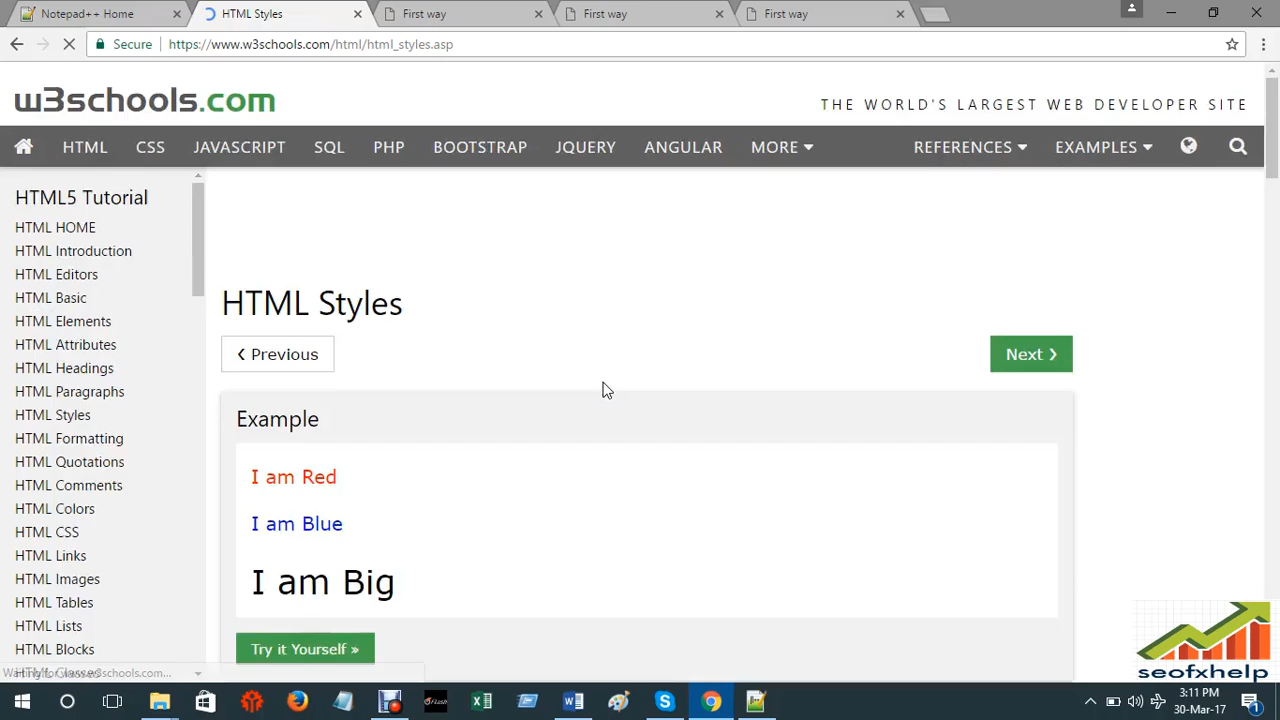 Notepad++ Home
HTML Styles
First way
First way
First way
Secure
https://www.w3schools.com/html/html_styles.asp
w3schools.com
THE WORLD'S LARGEST WEB DEVELOPER SITE
HTML CSS JAVASCRIPT SQL PHP BOOTSTRAP JQUERY ANGULAR MORE REFERENCES EXAMPLES
HTML5 Tutorial
HTML HOME
HTML Introduction
HTML Editors
HTML Basic
HTML Elements
HTML Attributes
HTML Headings
HTML Paragraphs
HTML Styles
HTML Formatting
HTML Quotations
HTML Comments
HTML Colors
HTML CSS
HTML Links
HTML Images
HTML Tables
HTML Lists
HTML Blocks
HTML Styles
❮ Previous
Next ❯
Example
I am Red
I am Blue
I am Big
Try it Yourself »
seofxhelp
3:11 PM
30-Mar-17
1